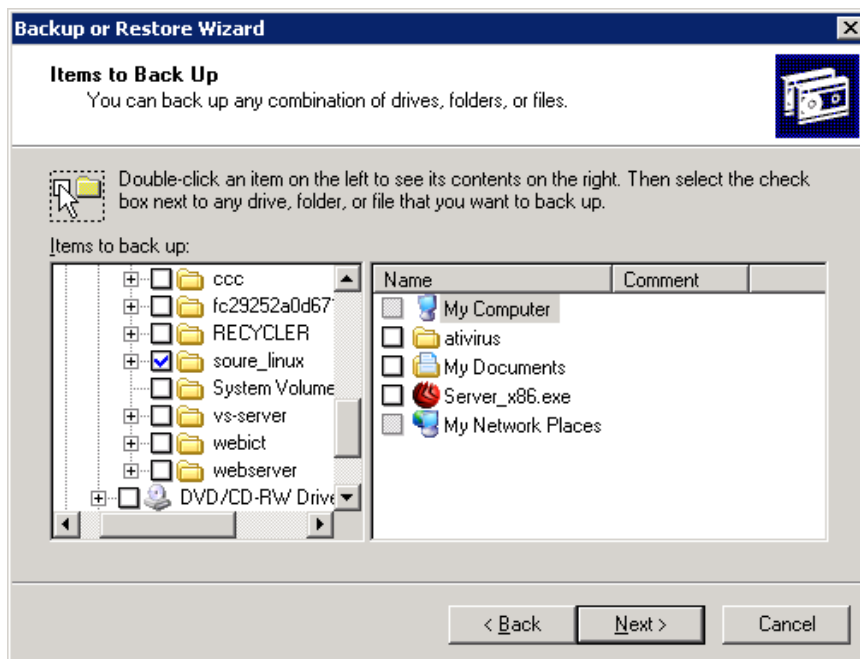 Backup or Restore Wizard
Items to Back Up
You can back up any combination of drives, folders, or files.
Double-click an item on the left to see its contents on the right. Then select the check
box next to any drive, folder, or file that you want to back up.
Items to back up:
ccc
RECYCLER
soure_linux
System Volume
vs-server
webict
webserver
DVD/CD-RW Drive
Name Comment
My Computer
ativirus
My Documents
Server_x86.exe
My Network Places
< Back Next > Cancel